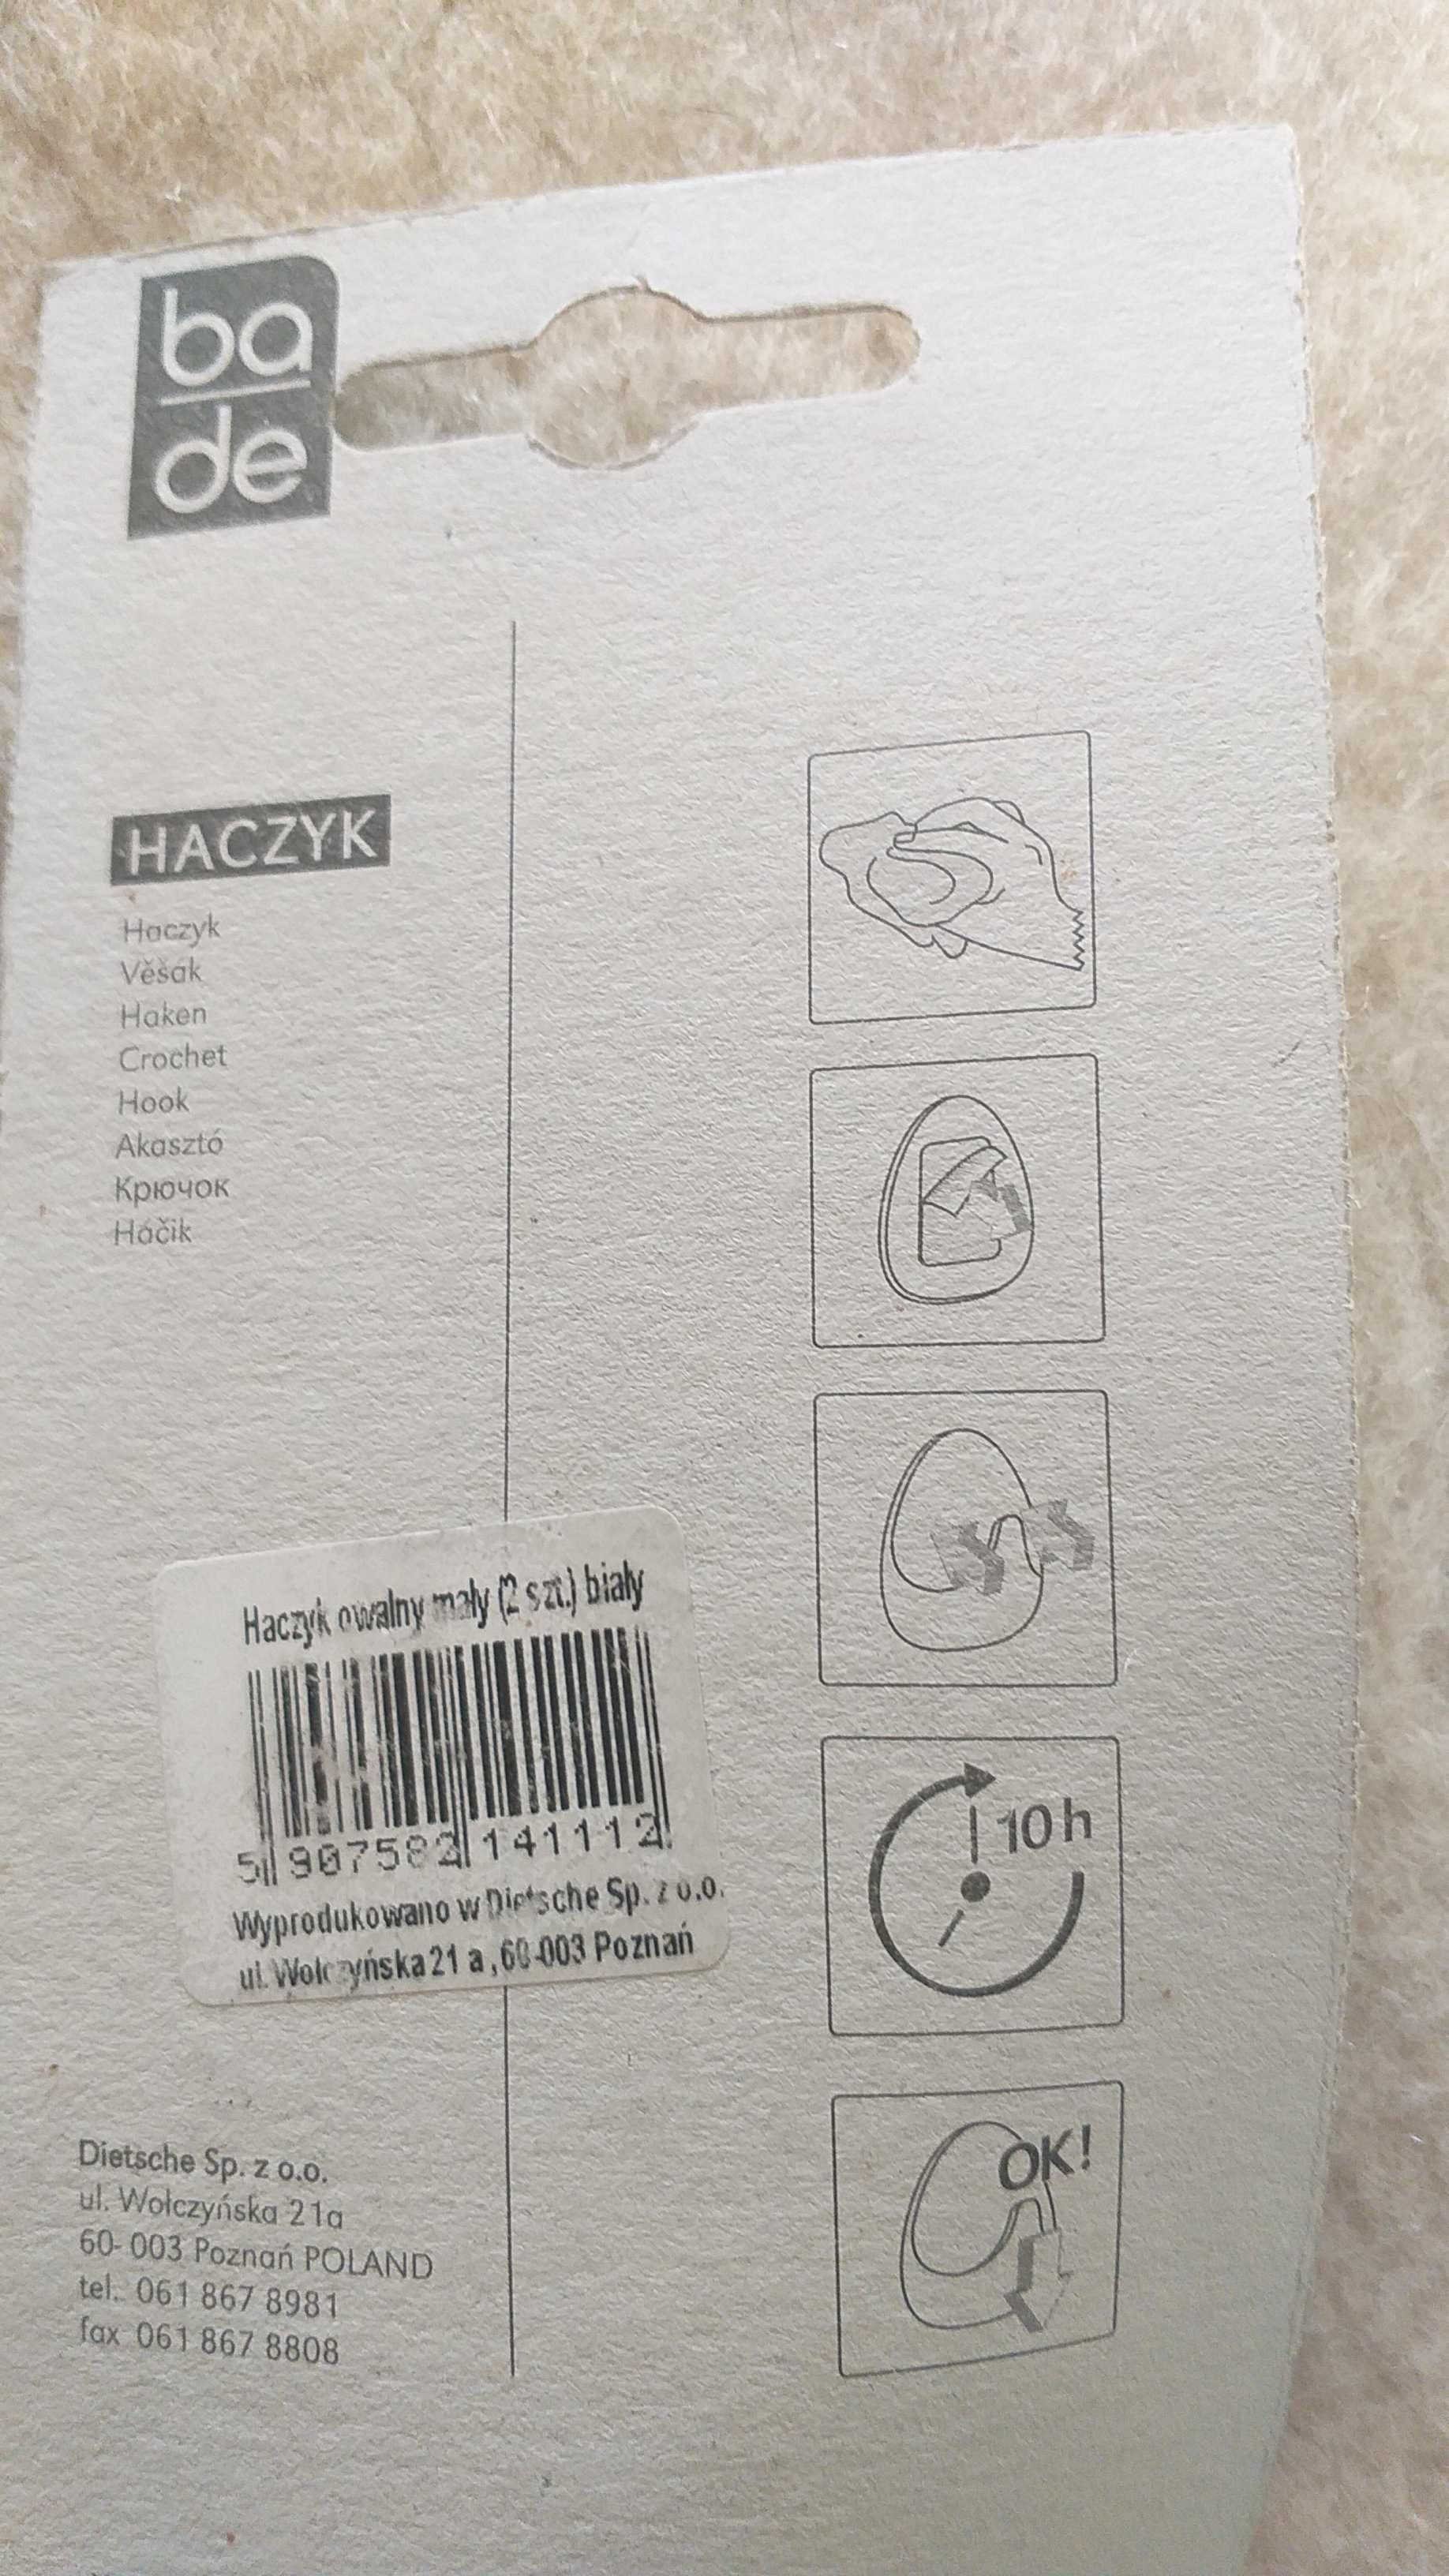 ba
de
HACZYK
Haczyk
Věšák
Haken
Crochet
Hook
Akasztó
Крючок
Háčik
Haczyk owalny mały (2 szt.) biały
5 907582 141112
Wyprodukowano w Dietsche Sp. z o.o.
ul. Wołczyńska 21 a , 60-003 Poznań
Dietsche Sp. z o.o.
ul. Wołczyńska 21a
60- 003 Poznań POLAND
tel. 061 867 8981
fax 061 867 8808
10h
OK!